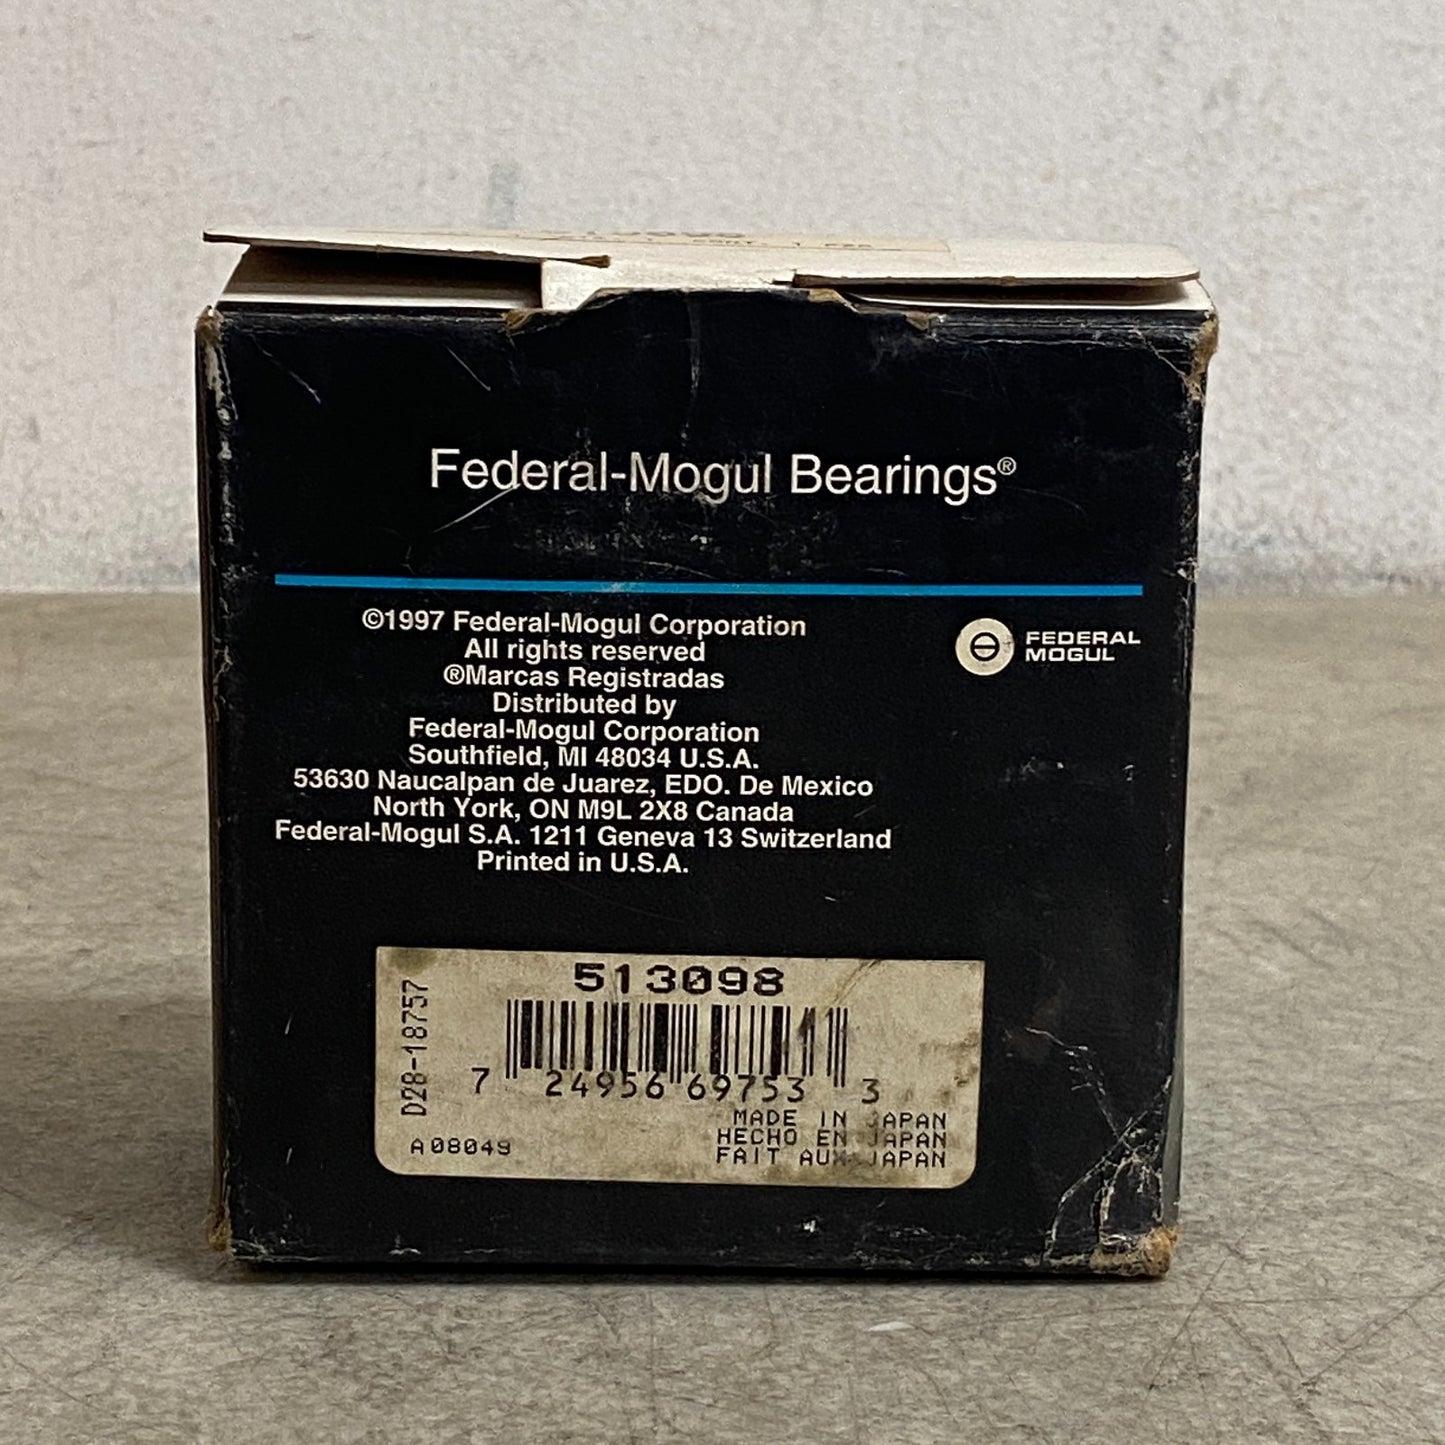 Federal-Mogul Bearings®
©1997 Federal-Mogul Corporation
All rights reserved
®Marcas Registradas
Distributed by
Federal-Mogul Corporation
Southfield, MI 48034 U.S.A.
53630 Naucalpan de Juarez, EDO. De Mexico
North York, ON M9L 2X8 Canada
Federal-Mogul S.A. 1211 Geneva 13 Switzerland
Printed in U.S.A.
FEDERAL
MOGUL
513098
D28-18757
7 24956 69753 3
MADE IN JAPAN
HECHO EN JAPAN
FAIT AUX JAPAN
A08049